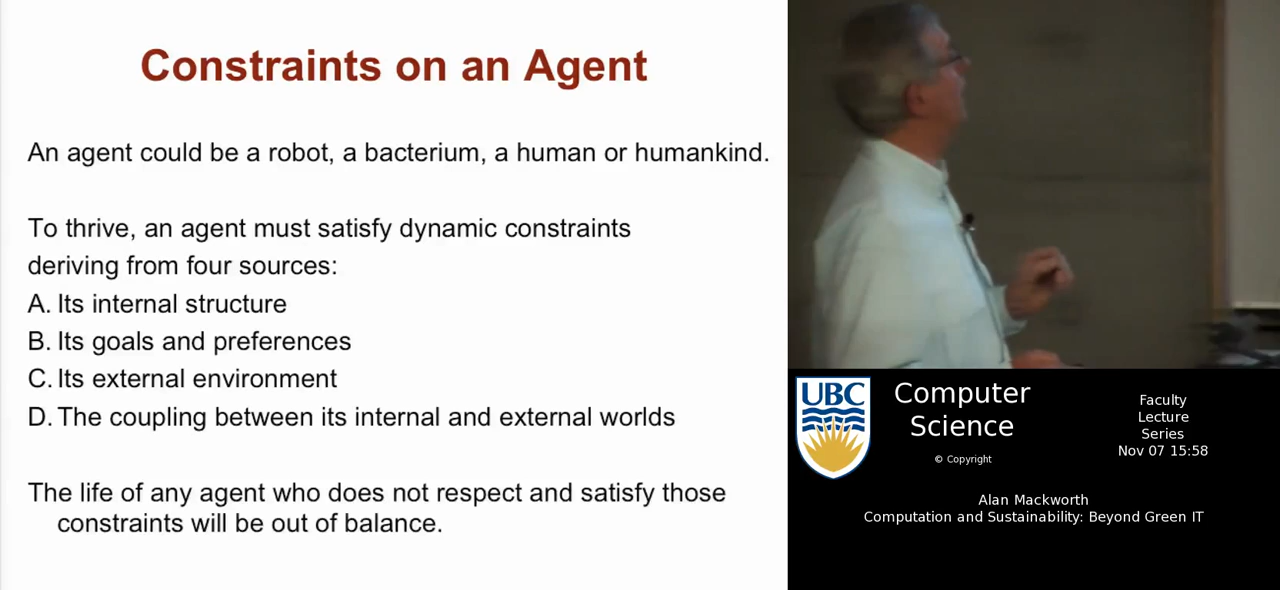 Constraints on an Agent
An agent could be a robot, a bacterium, a human or humankind.
To thrive, an agent must satisfy dynamic constraints
deriving from four sources:
A. Its internal structure
B. Its goals and preferences
C. Its external environment
D. The coupling between its internal and external worlds
The life of any agent who does not respect and satisfy those
constraints will be out of balance.
UBC
Computer
Science
© Copyright
Faculty
Lecture
Series
Nov 07 15:58
Alan Mackworth
Computation and Sustainability: Beyond Green IT